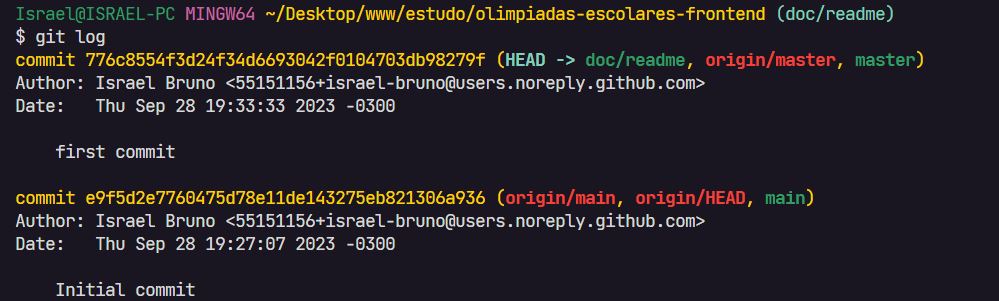 Israel@ISRAEL-PC MINGW64 ~/Desktop/www/estudo/olimpiadas-escolares-frontend (doc/readme)
$ git log
commit 776c8554f3d24f34d6693042f0104703db98279f (HEAD -> doc/readme, origin/master, master)
Author: Israel Bruno <55151156+israel-bruno@users.noreply.github.com>
Date:   Thu Sep 28 19:33:33 2023 -0300
    first commit
commit e9f5d2e7760475d78e11de143275eb821306a936 (origin/main, origin/HEAD, main)
Author: Israel Bruno <55151156+israel-bruno@users.noreply.github.com>
Date:   Thu Sep 28 19:27:07 2023 -0300
    Initial commit